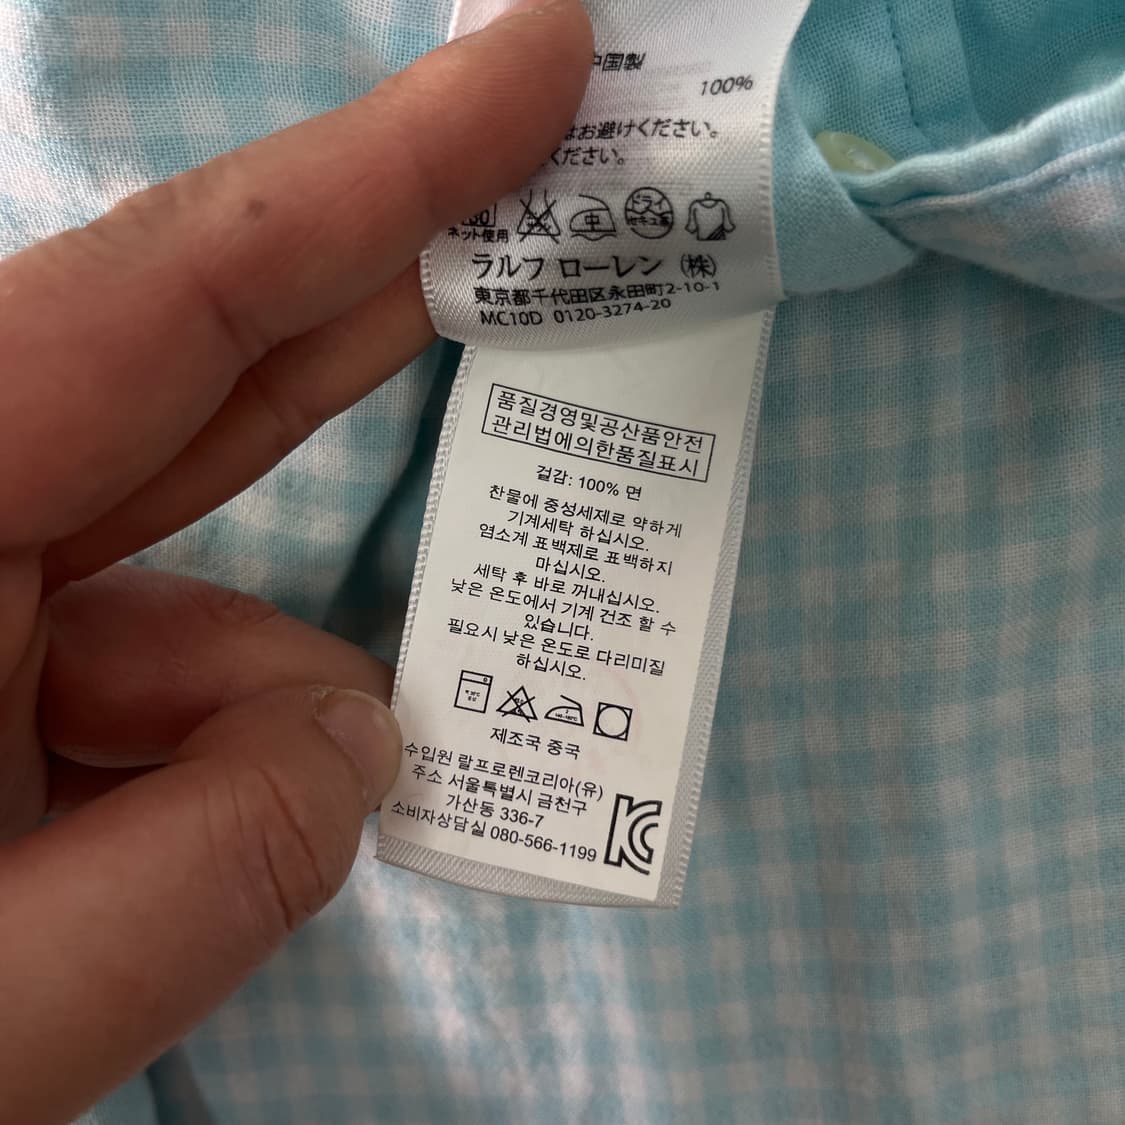 中国製
100%
はお避けください。
ください。
ネット使用
中
ドライ
セキユ系
ラルフ ローレン (株)
東京都千代田区永田町2-10-1
MC10D 0120-3274-20
품질경영및공산품안전
관리법에의한품질표시
겉감: 100% 면
찬물에 중성세제로 약하게
기계세탁 하십시오.
염소계 표백제로 표백하지
마십시오.
세탁 후 바로 꺼내십시오.
낮은 온도에서 기계 건조 할 수
있습니다.
필요시 낮은 온도로 다리미질
하십시오.
제조국 중국
수입원 랄프로렌코리아(유)
주소 서울특별시 금천구
가산동 336-7
소비자상담실 080-566-1199